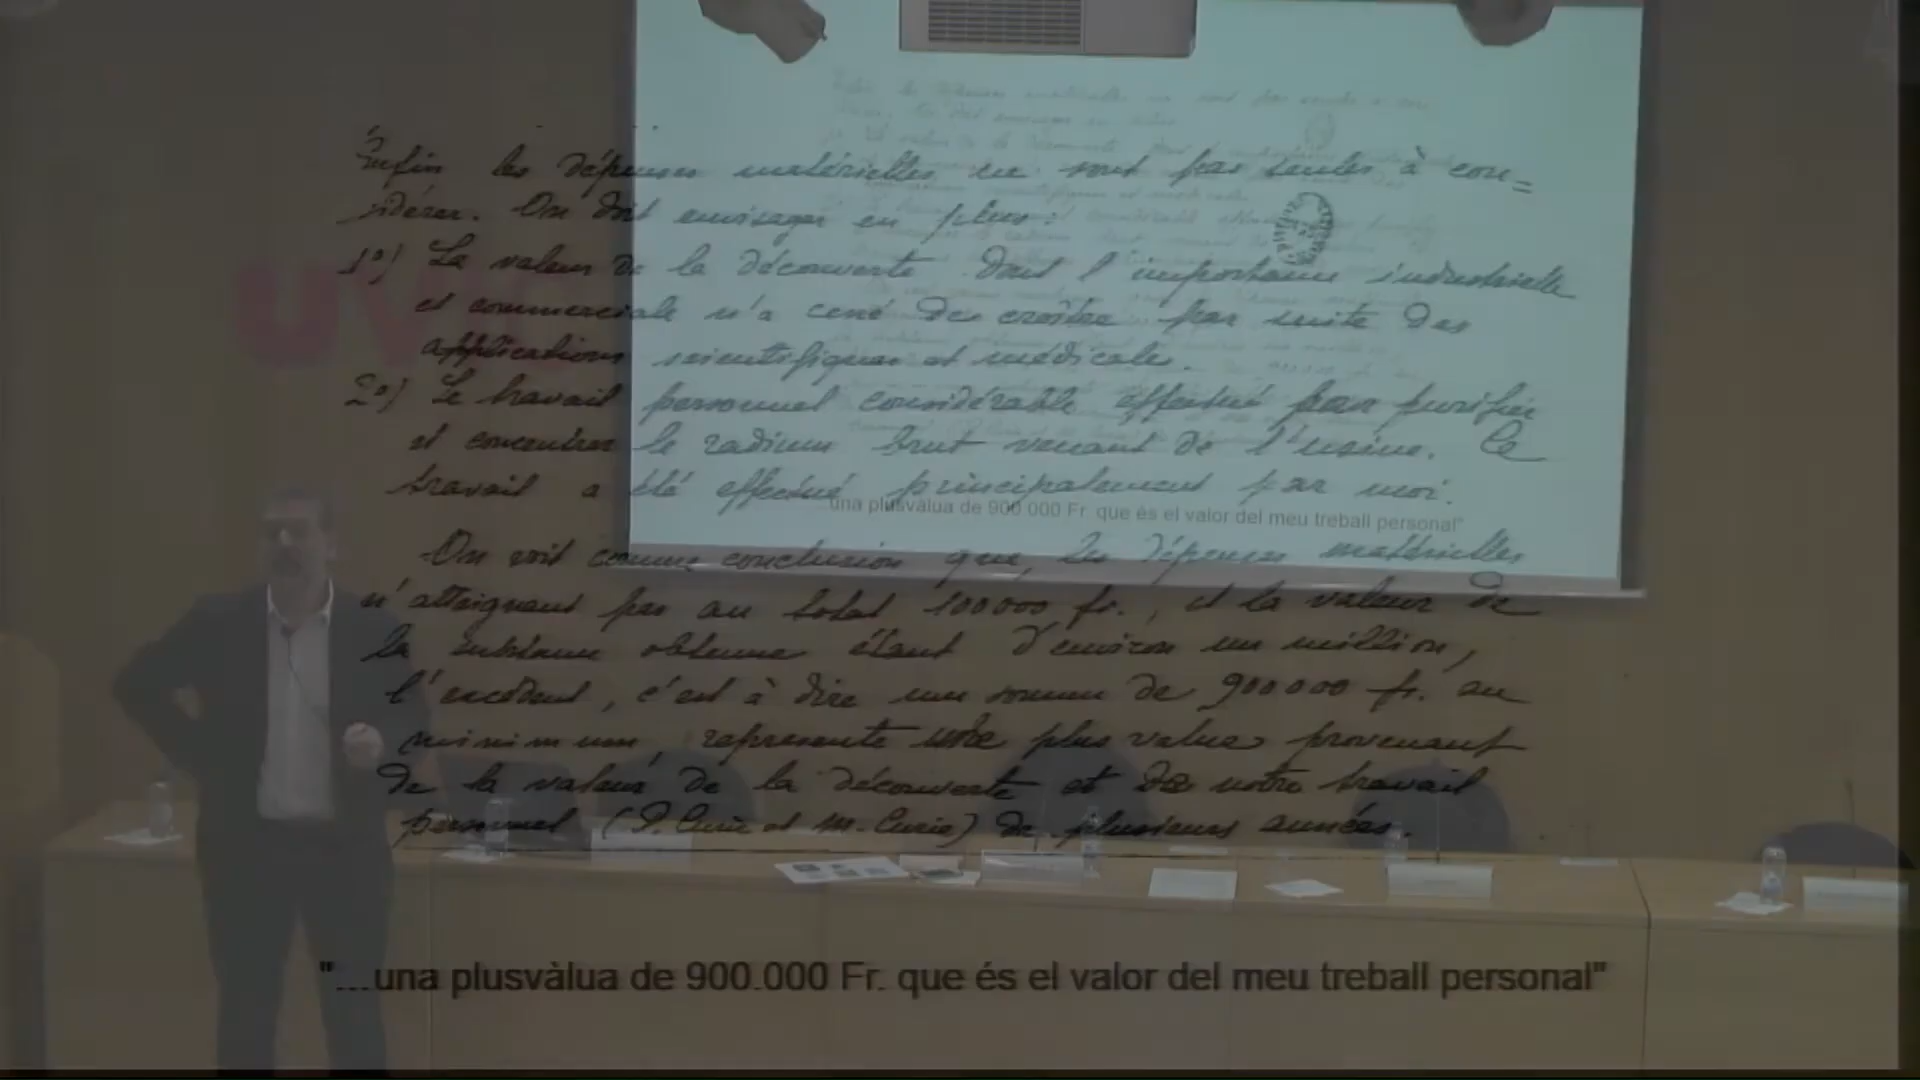 Enfin les dépenses matérielles ne sont pas seules à con=
sidérer. On doit envisager en plus:
1º) La valeur de la découverte dont l'importance industrielle
et commerciale n'a cessé de croître par suite des
applications scientifiques et médicale.
2º) Le travail personnel considérable effectué pour purifier
et concentrer le radium brut venant de l'usine. Ce
travail a été effectué principalement par moi.
una plusvàlua de 900.000 Fr. que és el valor del meu treball personal"
On voit comme conclusion que les dépenses matérielles
n'atteignent pas au total 100000 fr., et la valeur de
la substance obtenue étant d'environ un million,
l'excédent, c'est à dire une somme de 900000 fr. au
minimum, représente une plus value provenant
de la valeur de la découverte et de notre travail
personnel (P. Curie et M. Curie) de plusieurs années.
"...una plusvàlua de 900.000 Fr. que és el valor del meu treball personal"